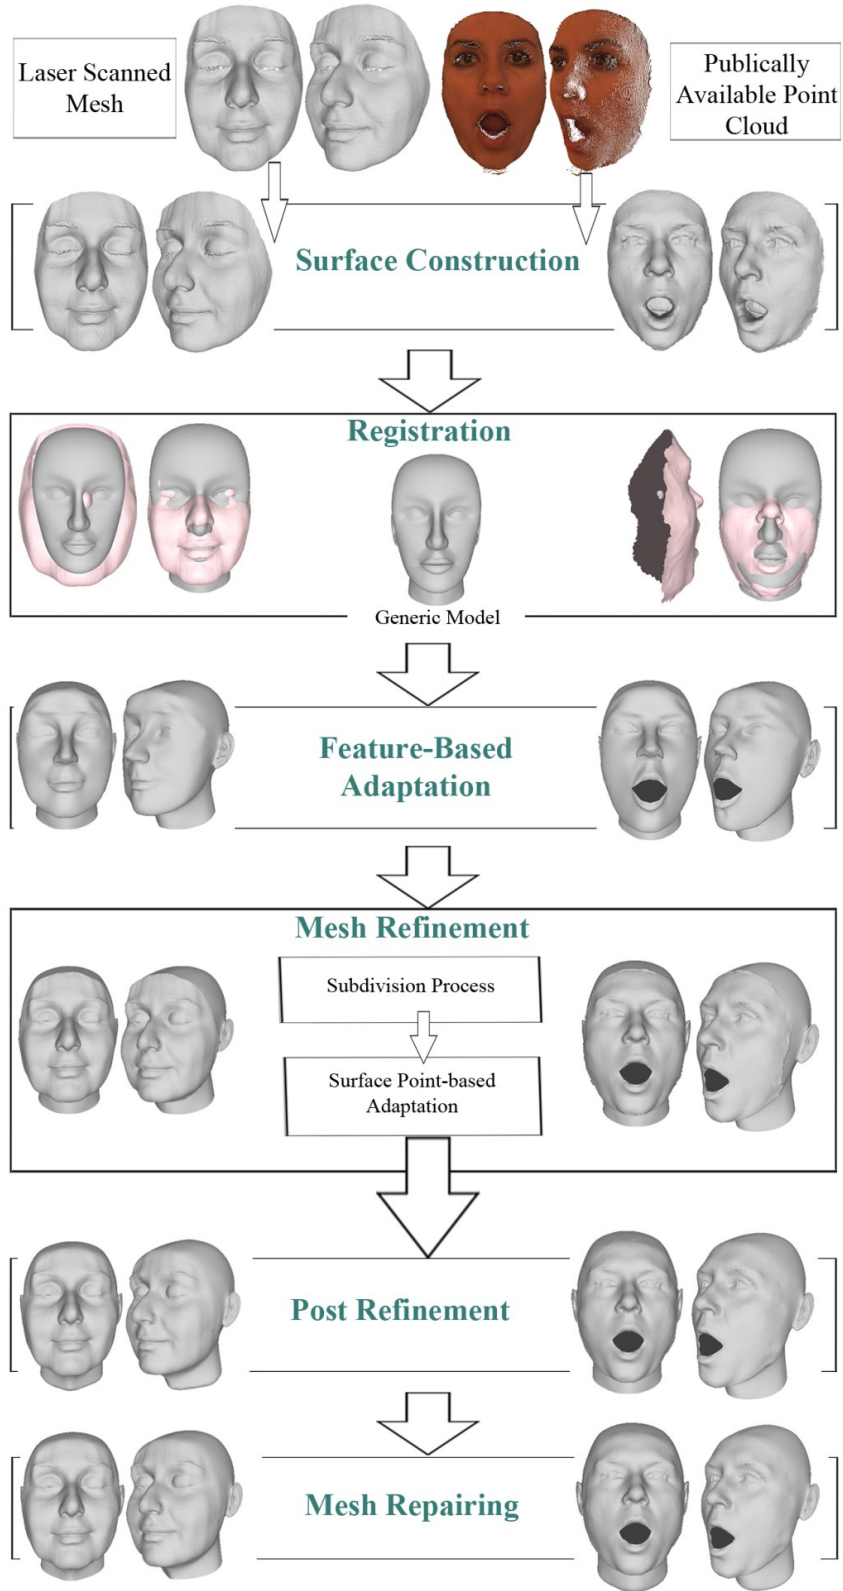 Laser Scanned
Mesh
Publically
Available Point
Cloud
Surface Construction
Registration
Generic Model
Feature-Based
Adaptation
Mesh Refinement
Subdivision Process
Surface Point-based
Adaptation
Post Refinement
Mesh Repairing